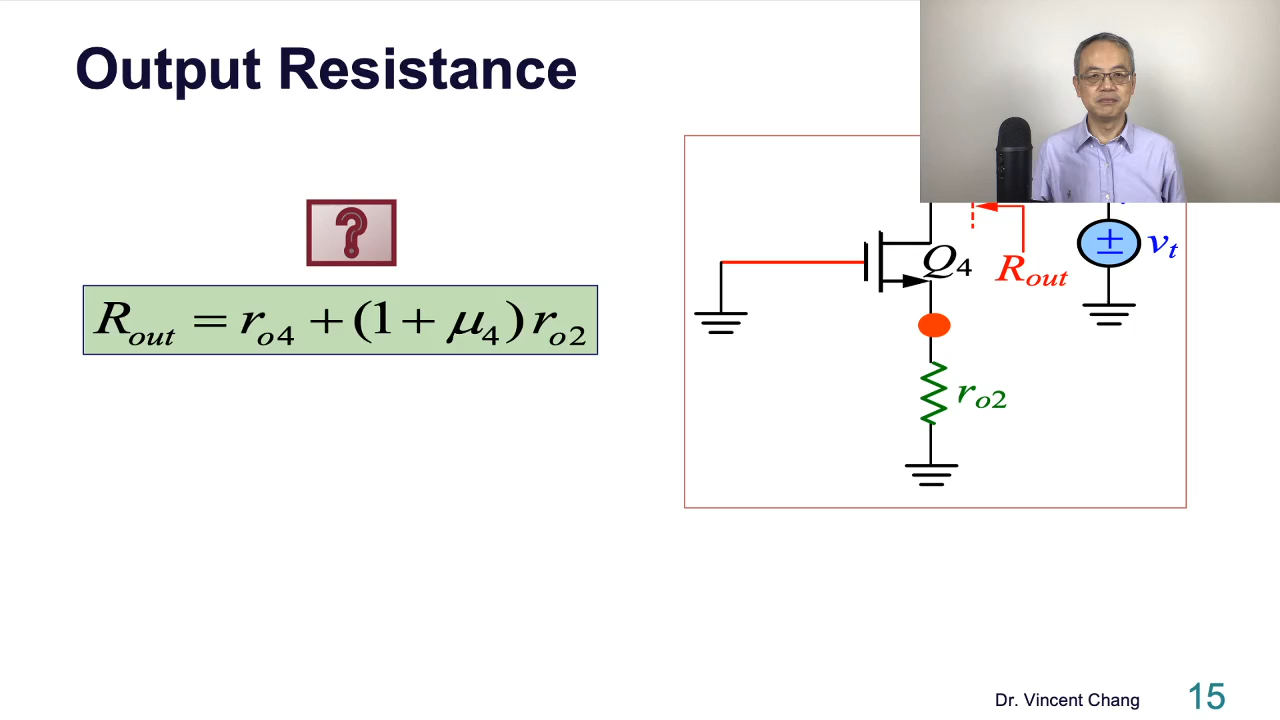 Output Resistance
?
R_out = r_o4 + (1 + μ_4) r_o2
Q_4
R_out
±
v_t
r_o2
Dr. Vincent Chang
15